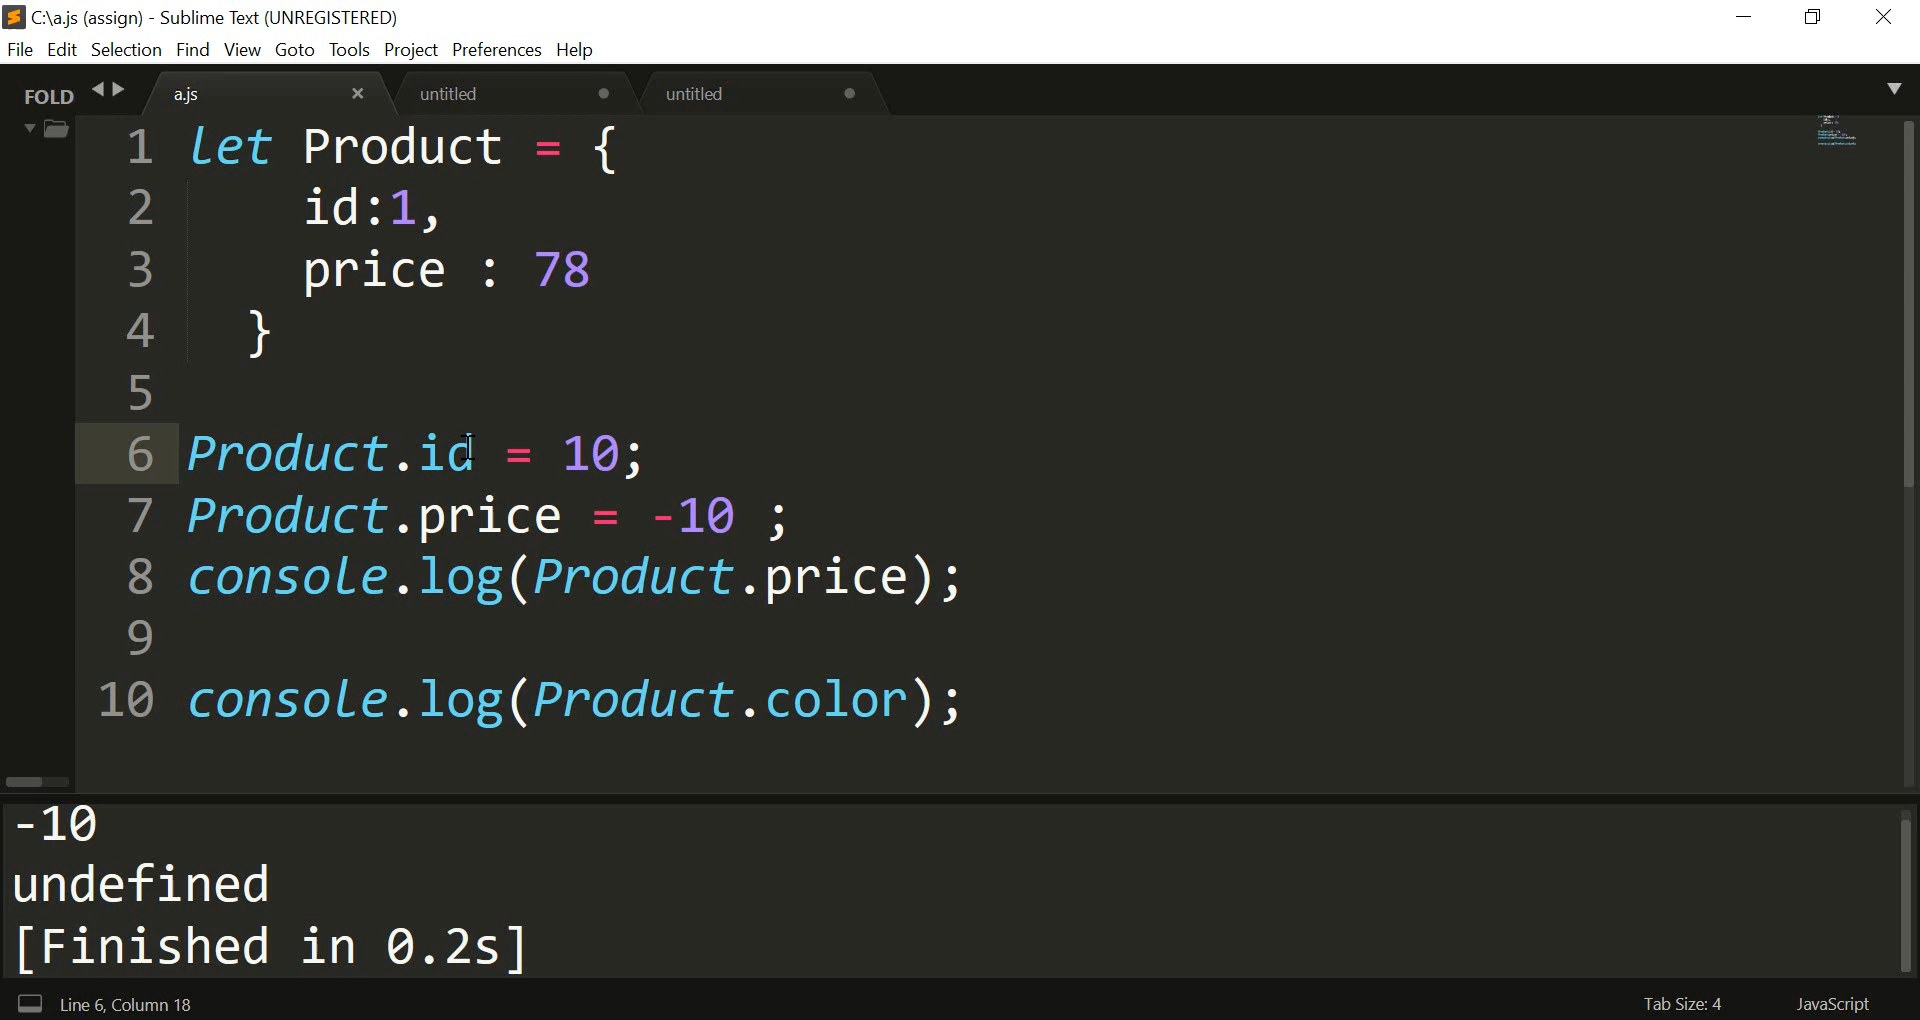 C:\a.js (assign) - Sublime Text (UNREGISTERED)
File Edit Selection Find View Goto Tools Project Preferences Help
FOLD
a.js
untitled
untitled
1 let Product = {
2 id:1,
3 price : 78
4 }
5
6 Product.id = 10;
7 Product.price = -10 ;
8 console.log(Product.price);
9
10 console.log(Product.color);
-10
undefined
[Finished in 0.2s]
Line 6, Column 18
Tab Size: 4
JavaScript